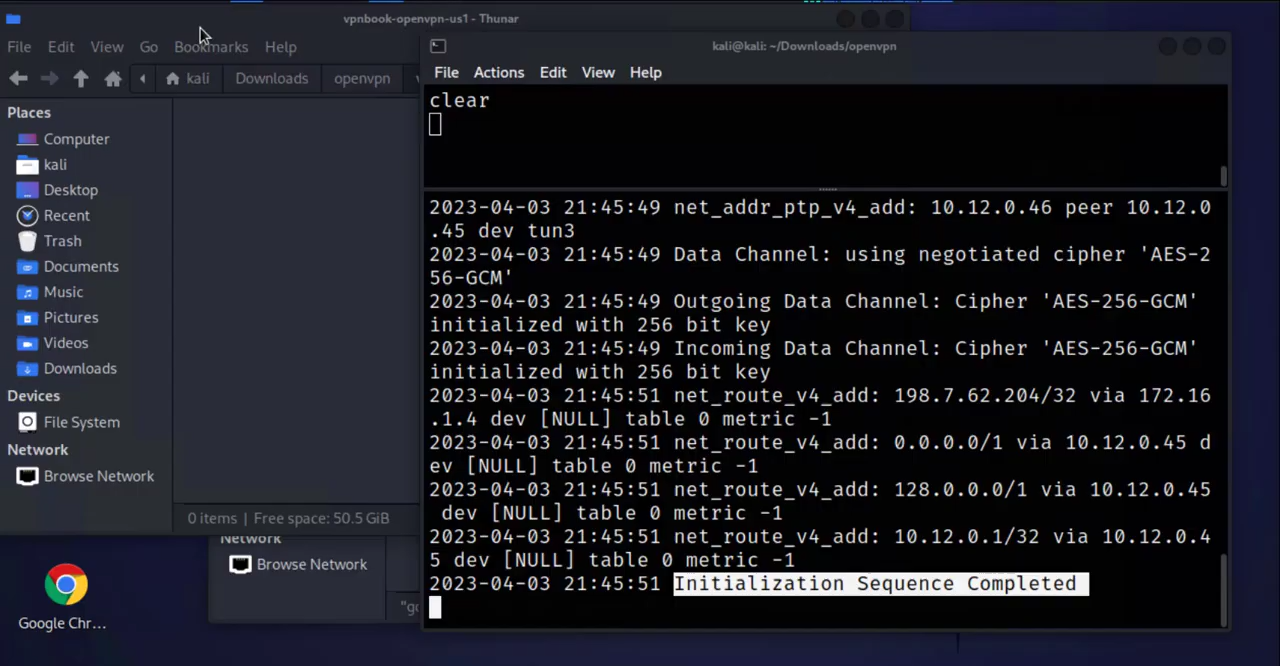 vpnbook-openvpn-us1 - Thunar
File Edit View Go Bookmarks Help
kali Downloads openvpn
Places
Computer
kali
Desktop
Recent
Trash
Documents
Music
Pictures
Videos
Downloads
Devices
File System
Network
Browse Network
0 items | Free space: 50.5 GiB
Network
Browse Network
Google Chr...
kali@kali: ~/Downloads/openvpn
File Actions Edit View Help
clear
2023-04-03 21:45:49 net_addr_ptp_v4_add: 10.12.0.46 peer 10.12.0
.45 dev tun3
2023-04-03 21:45:49 Data Channel: using negotiated cipher 'AES-2
56-GCM'
2023-04-03 21:45:49 Outgoing Data Channel: Cipher 'AES-256-GCM'
initialized with 256 bit key
2023-04-03 21:45:49 Incoming Data Channel: Cipher 'AES-256-GCM'
initialized with 256 bit key
2023-04-03 21:45:51 net_route_v4_add: 198.7.62.204/32 via 172.16
.1.4 dev [NULL] table 0 metric -1
2023-04-03 21:45:51 net_route_v4_add: 0.0.0.0/1 via 10.12.0.45 d
ev [NULL] table 0 metric -1
2023-04-03 21:45:51 net_route_v4_add: 128.0.0.0/1 via 10.12.0.45
dev [NULL] table 0 metric -1
2023-04-03 21:45:51 net_route_v4_add: 10.12.0.1/32 via 10.12.0.4
5 dev [NULL] table 0 metric -1
2023-04-03 21:45:51 Initialization Sequence Completed